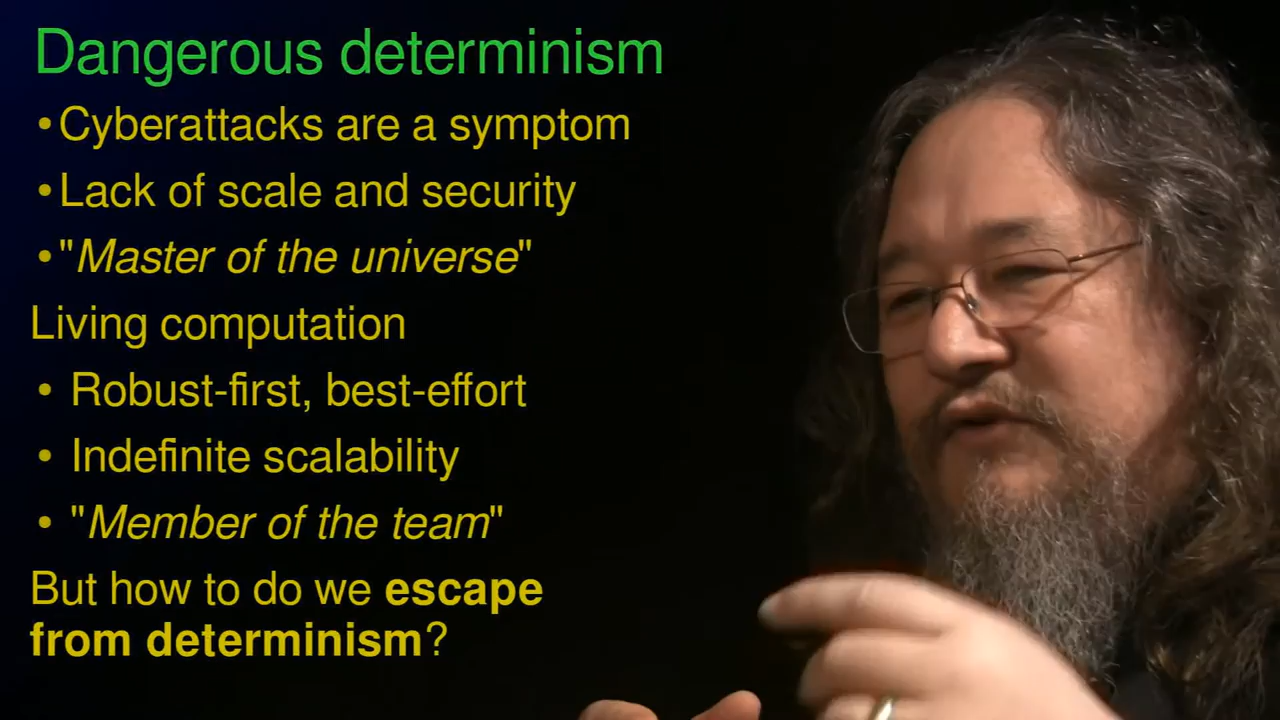 Dangerous determinism
•Cyberattacks are a symptom
•Lack of scale and security
•"Master of the universe"
Living computation
• Robust-first, best-effort
• Indefinite scalability
• "Member of the team"
But how to do we escape
from determinism?